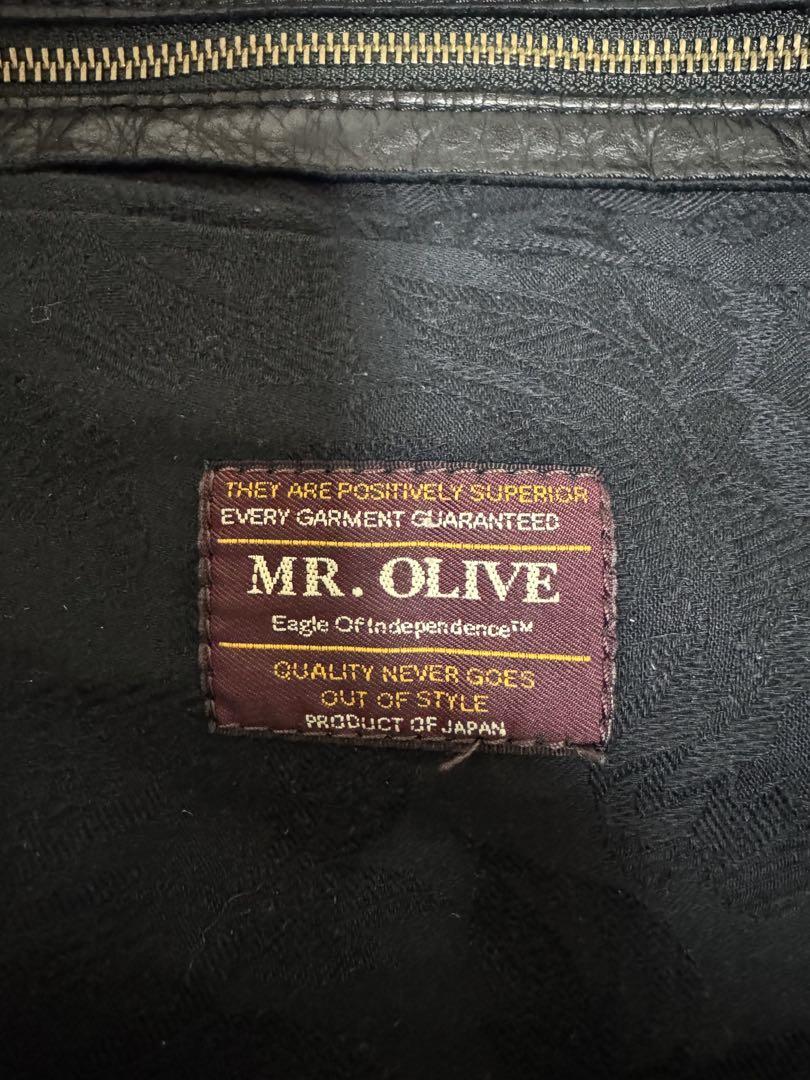 THEY ARE POSITIVELY SUPERIOR
EVERY GARMENT GUARANTEED
MR. OLIVE
Eagle Of Independence™
QUALITY NEVER GOES
OUT OF STYLE
PRODUCT OF JAPAN